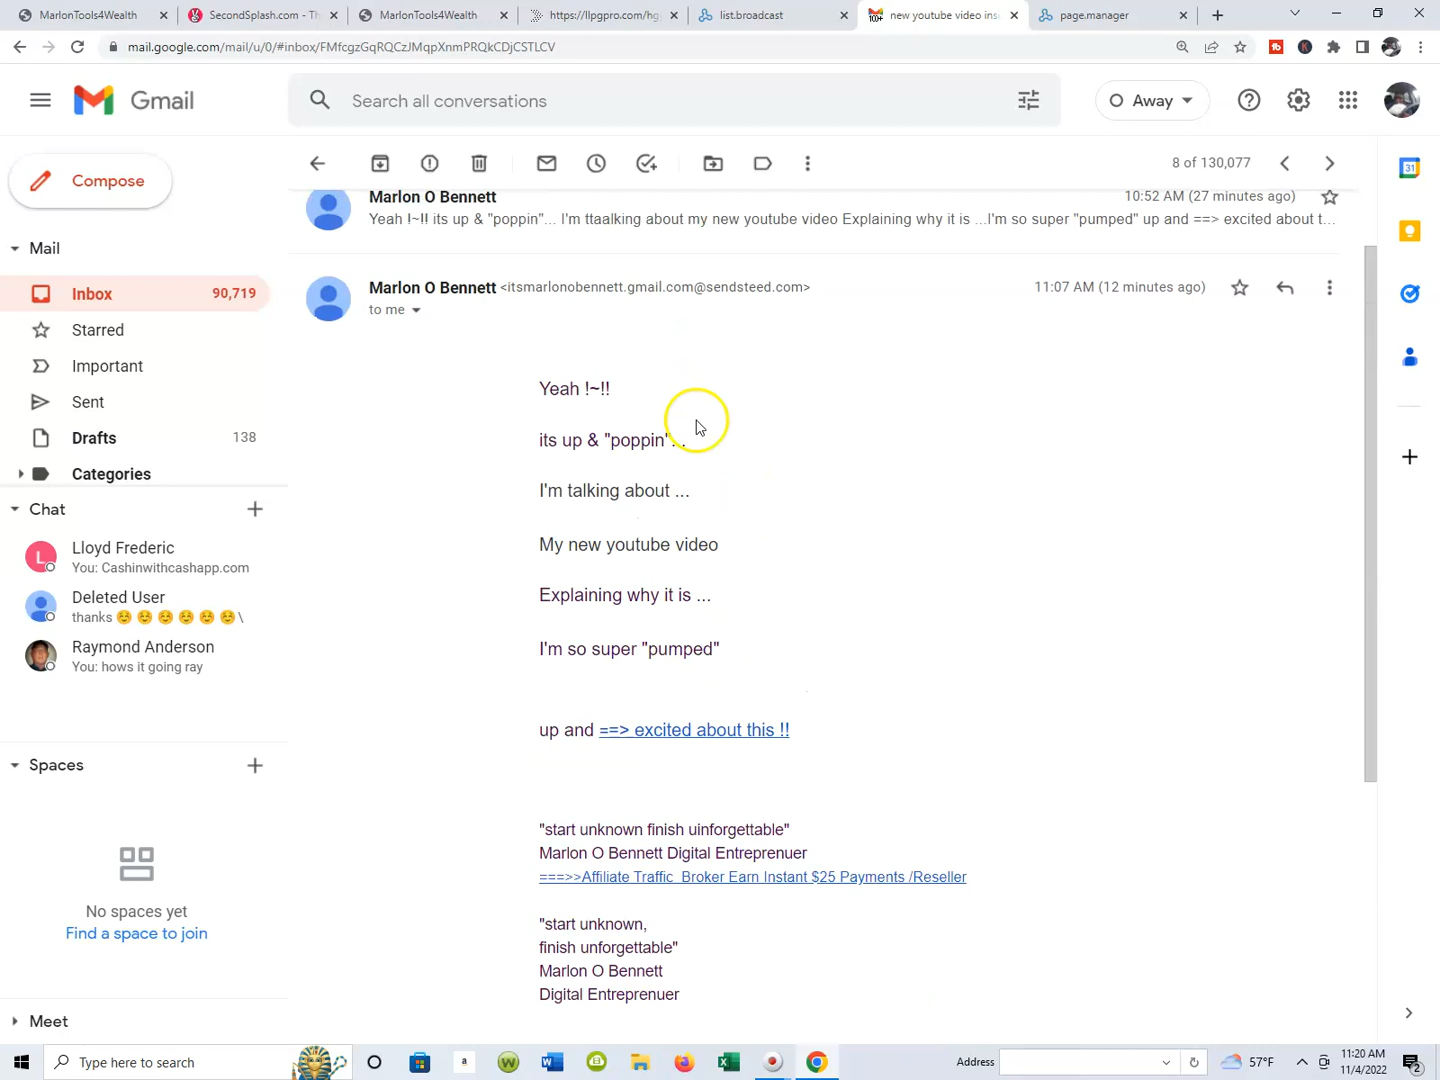 MarlonTools4Wealth
SecondSplash.com - Th
MarlonTools4Wealth
https://llpgpro.com/hg
list.broadcast
new youtube video ins
page.manager
mail.google.com/mail/u/0/#inbox/FMfcgzGqRQCzJMqpXnmPRQkCDjCSTLCV
Gmail
Search all conversations
Away
Compose
8 of 130,077
Mail
Inbox 90,719
Starred
Important
Sent
Drafts 138
Categories
Chat
Lloyd Frederic
You: Cashinwithcashapp.com
Deleted User
thanks ☺️ ☺️ ☺️ ☺️ ☺️ ☺️ \
Raymond Anderson
You: hows it going ray
Spaces
No spaces yet
Find a space to join
Meet
Marlon O Bennett 10:52 AM (27 minutes ago)
Yeah !~!! its up & "poppin"... I'm ttaalking about my new youtube video Explaining why it is ...I'm so super "pumped" up and ==> excited about t...
Marlon O Bennett <itsmarlonobennett.gmail.com@sendsteed.com> 11:07 AM (12 minutes ago)
to me
Yeah !~!!
its up & "poppin"...
I'm talking about ...
My new youtube video
Explaining why it is ...
I'm so super "pumped"
up and ==> excited about this !!
"start unknown finish uinforgettable"
Marlon O Bennett Digital Entreprenuer
===>>Affiliate Traffic  Broker Earn Instant $25 Payments /Reseller
"start unknown,
finish unforgettable"
Marlon O Bennett
Digital Entreprenuer
Type here to search
Address
57°F
11:20 AM
11/4/2022
2